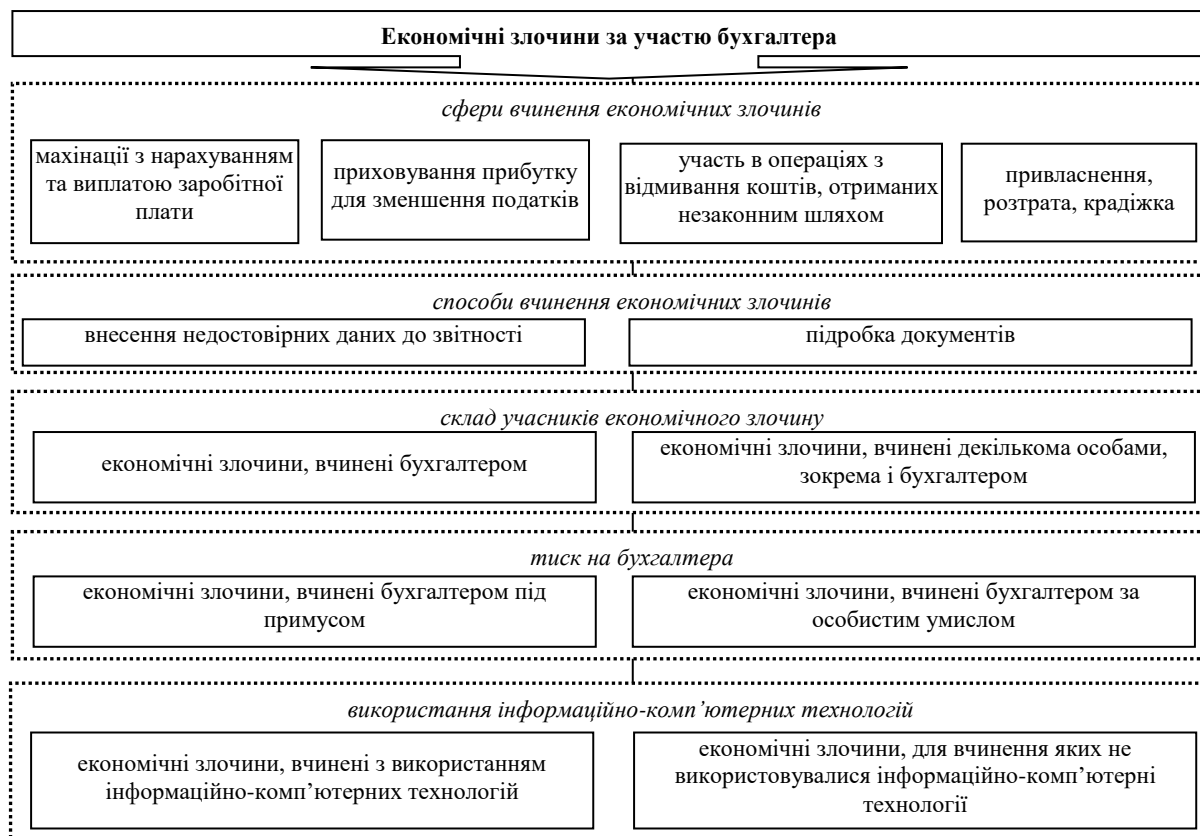 Економічні злочини за участю бухгалтера
сфери вчинення економічних злочинів
махінації з нарахуванням
та виплатою заробітної
плати
приховування прибутку
для зменшення податків
участь в операціях з
відмивання коштів, отриманих
незаконним шляхом
привласнення,
розтрата, крадіжка
способи вчинення економічних злочинів
внесення недостовірних даних до звітності
підробка документів
склад учасників економічного злочину
економічні злочини, вчинені бухгалтером
економічні злочини, вчинені декількома особами,
зокрема і бухгалтером
тиск на бухгалтера
економічні злочини, вчинені бухгалтером під
примусом
економічні злочини, вчинені бухгалтером за
особистим умислом
використання інформаційно-комп’ютерних технологій
економічні злочини, вчинені з використанням
інформаційно-комп’ютерних технологій
економічні злочини, для вчинення яких не
використовувалися інформаційно-комп’ютерні
технології